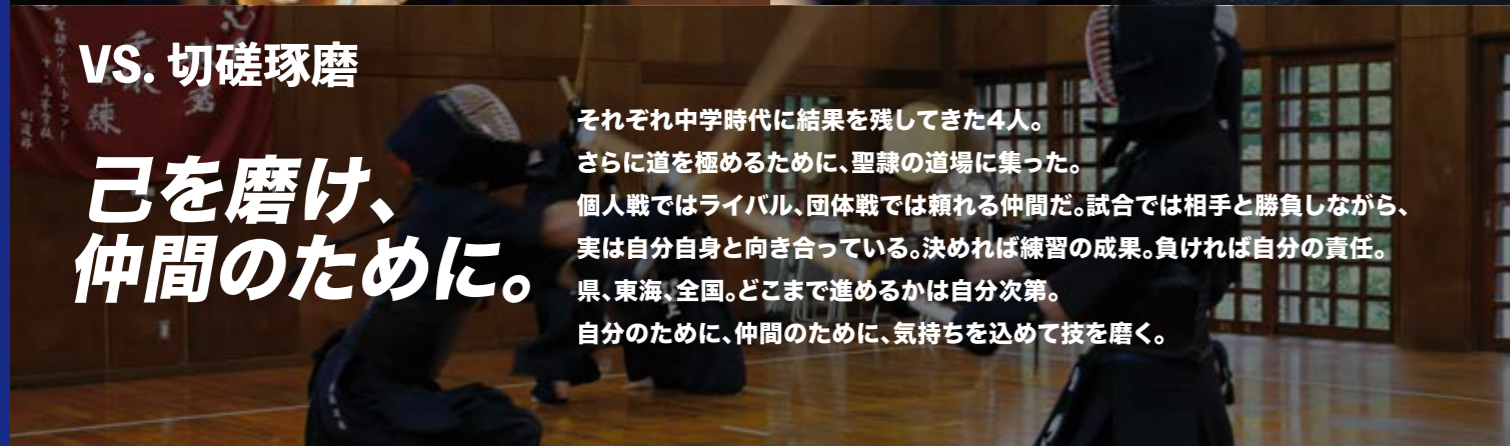 VS. 切磋琢磨
己を磨け、
仲間のために。
それぞれ中学時代に結果を残してきた4人。
さらに道を極めるために、聖隷の道場に集った。
個人戦ではライバル、団体戦では頼れる仲間だ。試合では相手と勝負しながら、
実は自分自身と向き合っている。決めれば練習の成果。負ければ自分の責任。
県、東海、全国。どこまで進めるかは自分次第。
自分のために、仲間のために、気持ちを込めて技を磨く。